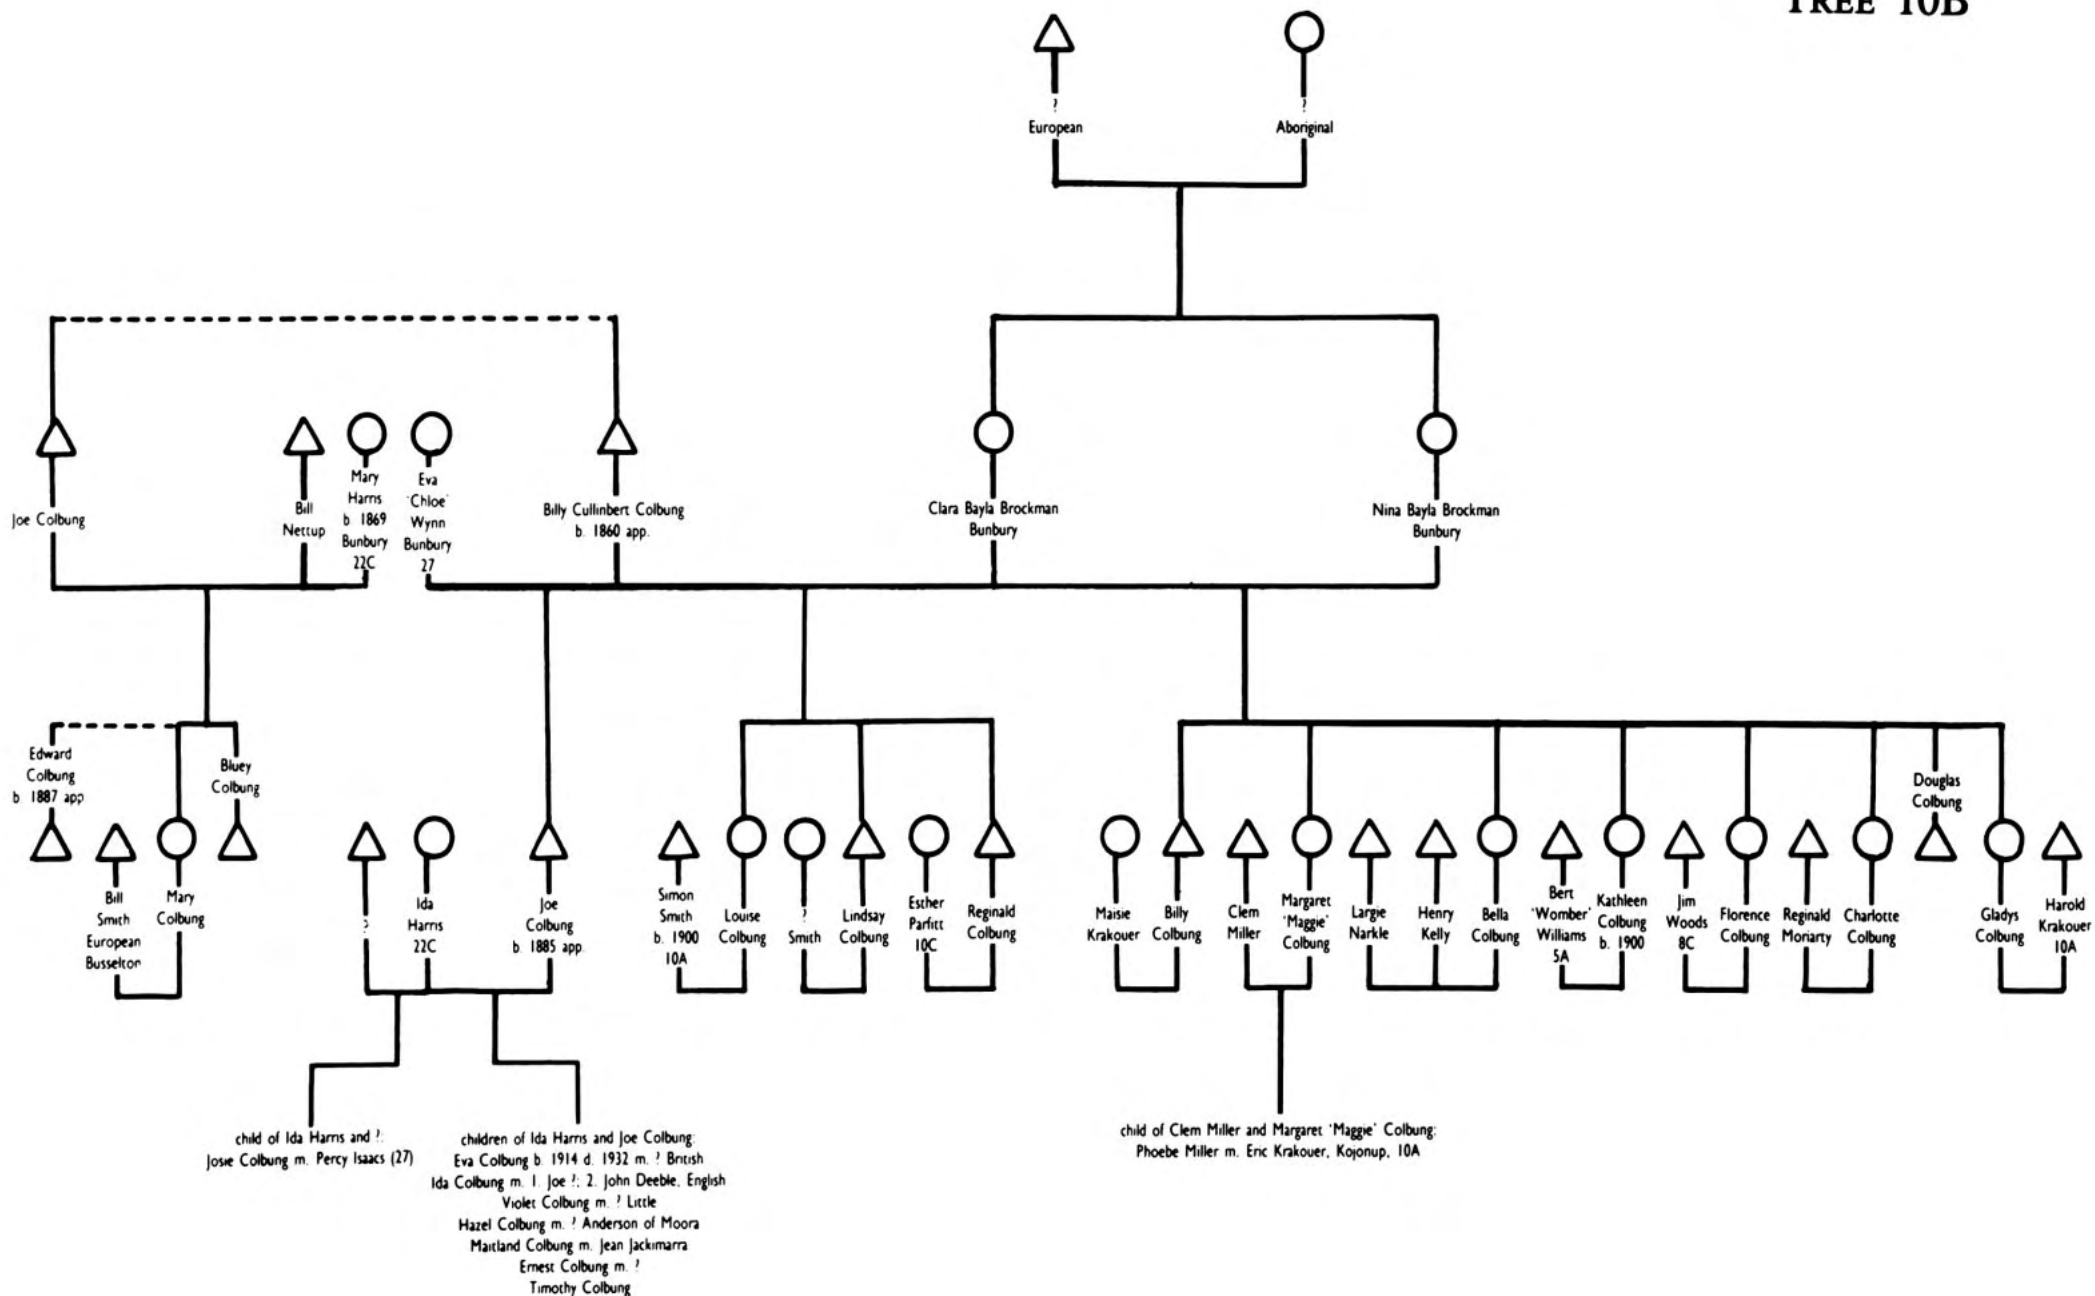 TREE 10B
?
European
?
Aboriginal
Joe Colbung
Bill
Nettup
Mary
Harris
b. 1869
Bunbury
22C
Eva
'Chloe'
Wynn
Bunbury
27
Billy Cullinbert Colbung
b. 1860 app.
Clara Bayla Brockman
Bunbury
Nina Bayla Brockman
Bunbury
Edward
Colbung
b. 1887 app
Bill
Smith
European
Busselton
Mary
Colbung
Bluey
Colbung
?
Ida
Harris
22C
Joe
Colbung
b. 1885 app.
Simon
Smith
b. 1900
10A
Louise
Colbung
?
Smith
Lindsay
Colbung
Esther
Parfitt
10C
Reginald
Colbung
Maisie
Krakouer
Billy
Colbung
Clem
Miller
Margaret
'Maggie'
Colbung
Largie
Narkle
Henry
Kelly
Bella
Colbung
Bert
'Womber'
Williams
5A
Kathleen
Colbung
b. 1900
Jim
Woods
8C
Florence
Colbung
Reginald
Moriarty
Charlotte
Colbung
Douglas
Colbung
Gladys
Colbung
Harold
Krakouer
10A
child of Ida Harris and ?:
Josie Colbung m. Percy Isaacs (27)
children of Ida Harris and Joe Colbung:
Eva Colbung b. 1914 d. 1932 m. ? British
Ida Colbung m. 1. Joe ?; 2. John Deeble, English
Violet Colbung m. ? Little
Hazel Colbung m. ? Anderson of Moora
Maitland Colbung m. Jean Jackimarra
Ernest Colbung m. ?
Timothy Colbung
child of Clem Miller and Margaret 'Maggie' Colbung:
Phoebe Miller m. Eric Krakouer, Kojonup, 10A